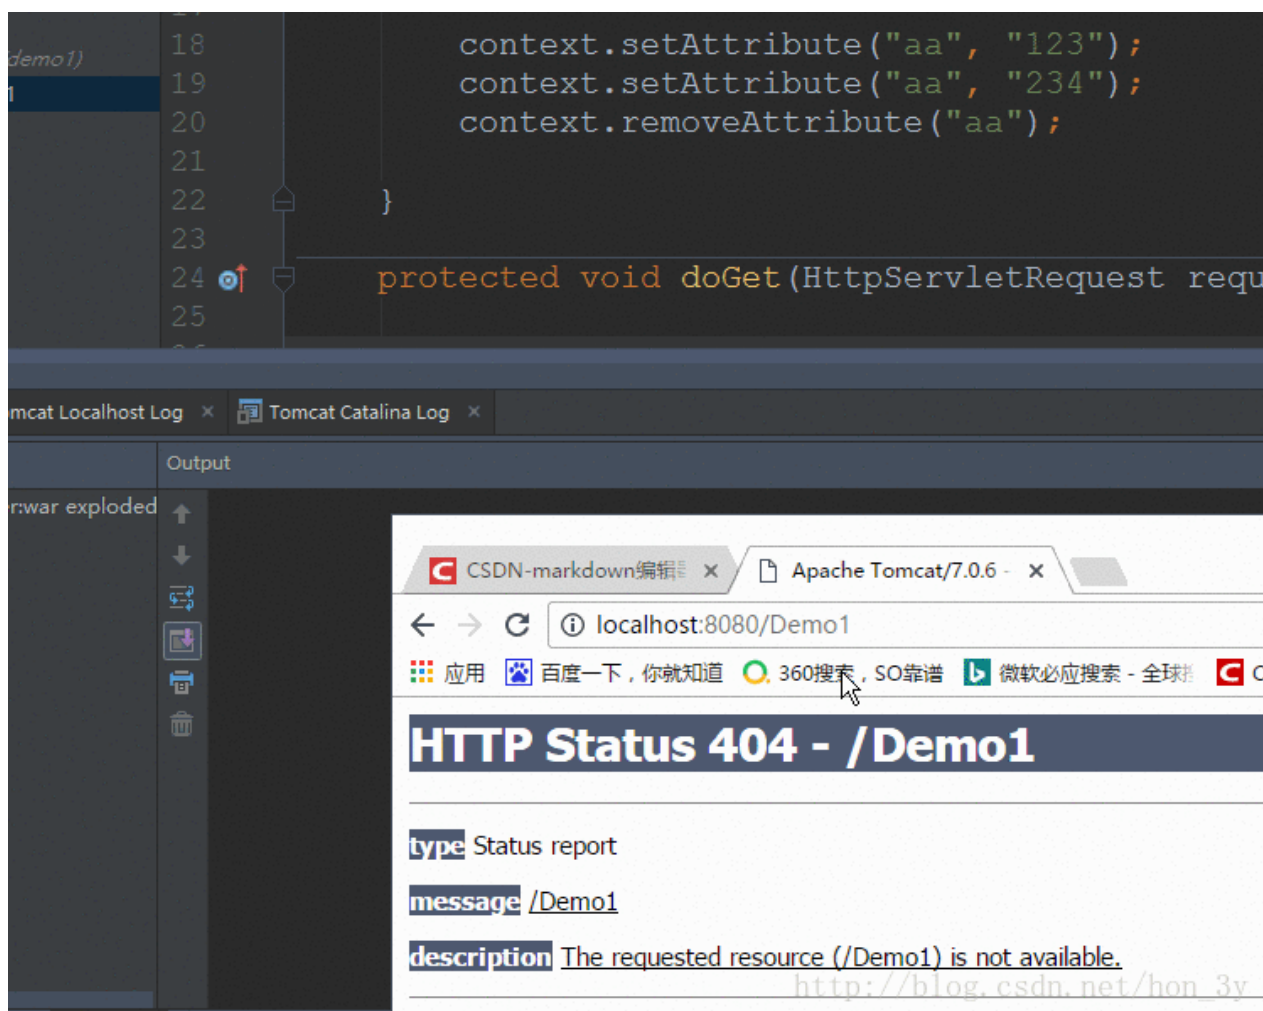 18 context.setAttribute("aa", "123");
demo1)
19 context.setAttribute("aa", "234");
1
20 context.removeAttribute("aa");
21
22 }
23
24 protected void doGet(HttpServletRequest requ
25
mcat Localhost Log × Tomcat Catalina Log ×
Output
r:war exploded
CSDN-markdown编辑 × Apache Tomcat/7.0.6 - ×
localhost:8080/Demo1
应用 百度一下，你就知道 360搜索，SO靠谱 微软必应搜索 - 全球 C
HTTP Status 404 - /Demo1
type Status report
message /Demo1
description The requested resource (/Demo1) is not available.
http://blog.csdn.net/hon_3y